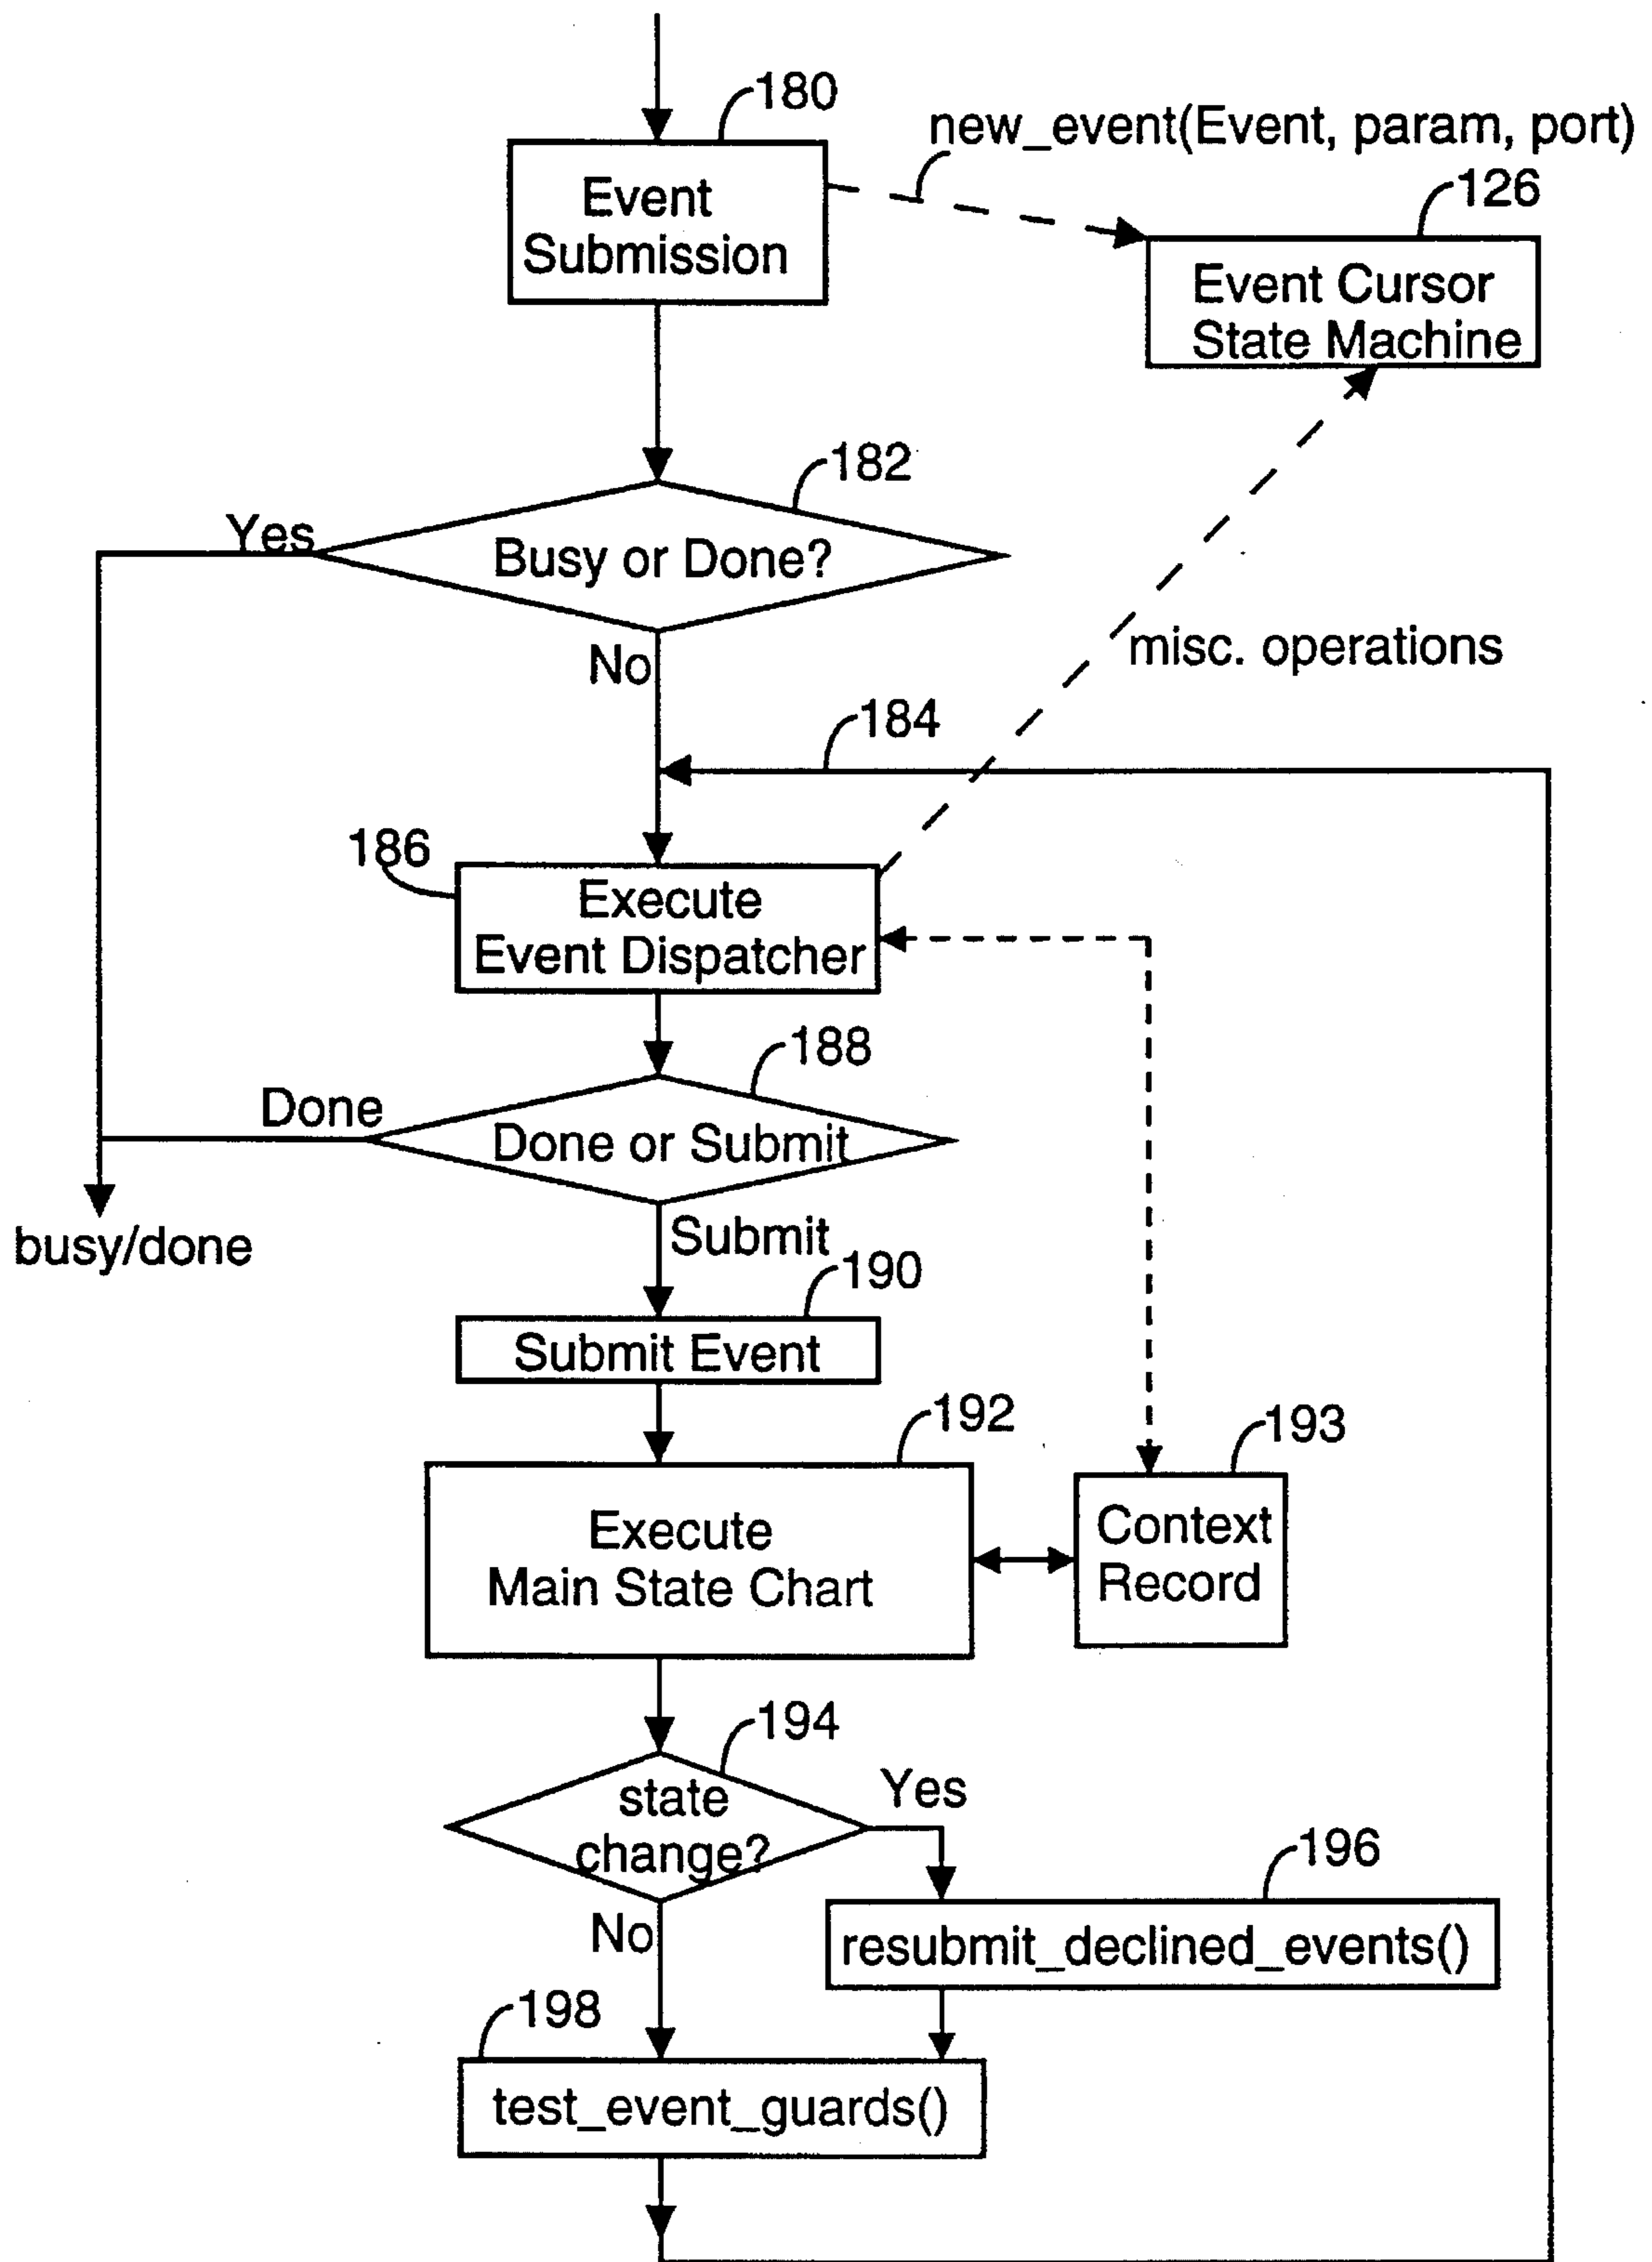 180
new_event(Event, param, port)
Event
Submission
126
Event Cursor
State Machine
182
Yes
Busy or Done?
No
misc. operations
184
186
Execute
Event Dispatcher
188
Done
Done or Submit
busy/done
Submit
190
Submit Event
192
193
Execute
Main State Chart
Context
Record
194
state
change?
Yes
196
No
resubmit_declined_events()
198
test_event_guards()